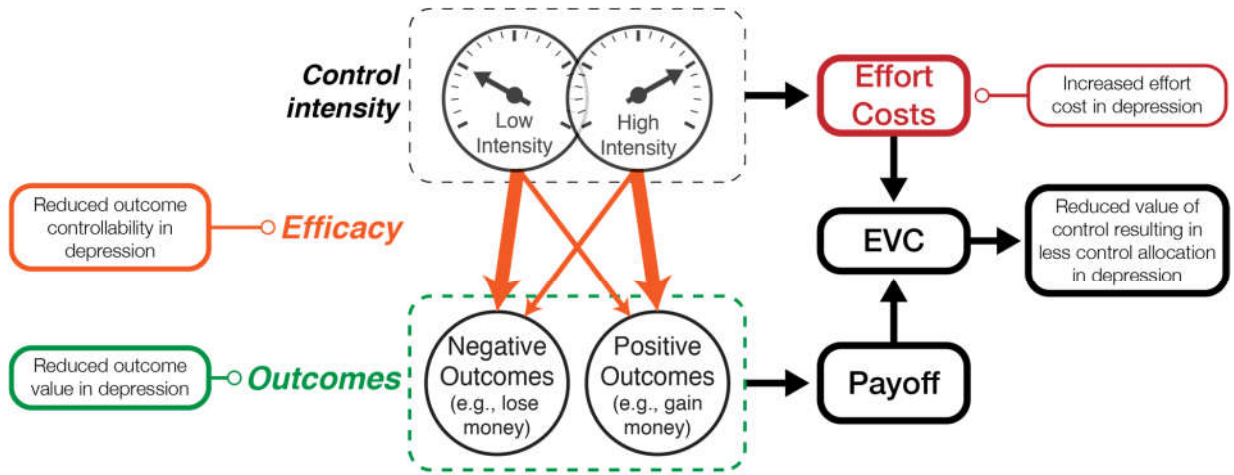 Control
intensity
Low
Intensity
High
Intensity
Effort
Costs
Increased effort
cost in depression
Reduced outcome
controllability in
depression
Efficacy
EVC
Reduced value of
control resulting in
less control allocation
in depression
Reduced outcome
value in depression
Outcomes
Negative
Outcomes
(e.g., lose
money)
Positive
Outcomes
(e.g., gain
money)
Payoff